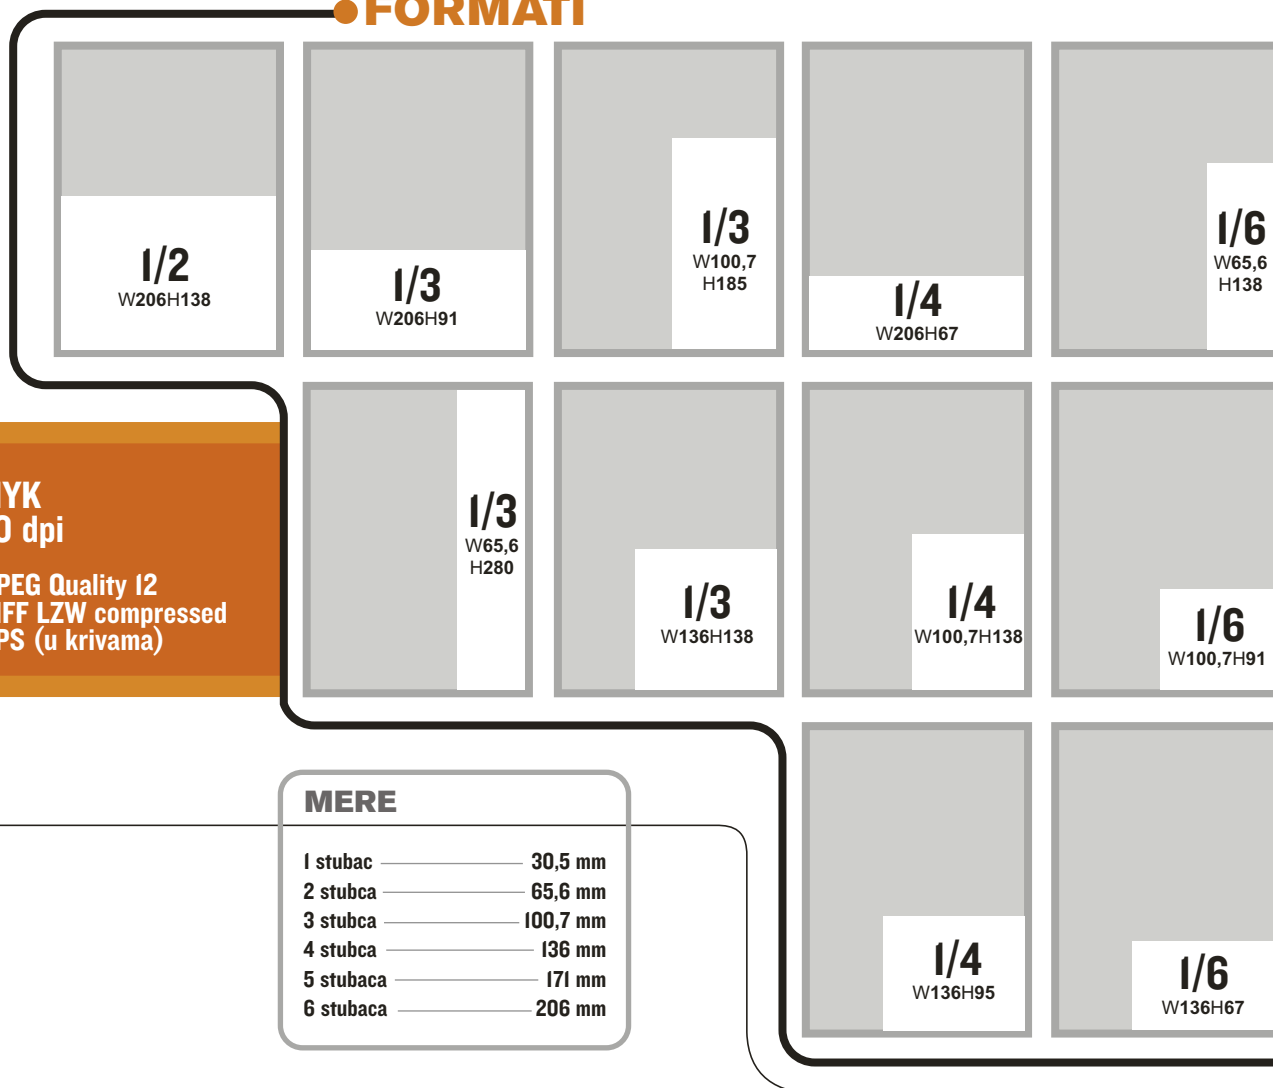 FORMATI
1/2
W206H138
1/3
W206H91
1/3
W100,7
H185
1/4
W206H67
1/6
W65,6
H138
1/3
W65,6
H280
1/3
W136H138
1/4
W100,7H138
1/6
W100,7H91
dpi
Quality 12
LZW compressed
(u krivama)
MERE
1 stubac 30,5 mm
2 stubca 65,6 mm
3 stubca 100,7 mm
4 stubca 136 mm
5 stubaca 171 mm
6 stubaca 206 mm
1/4
W136H95
1/6
W136H67